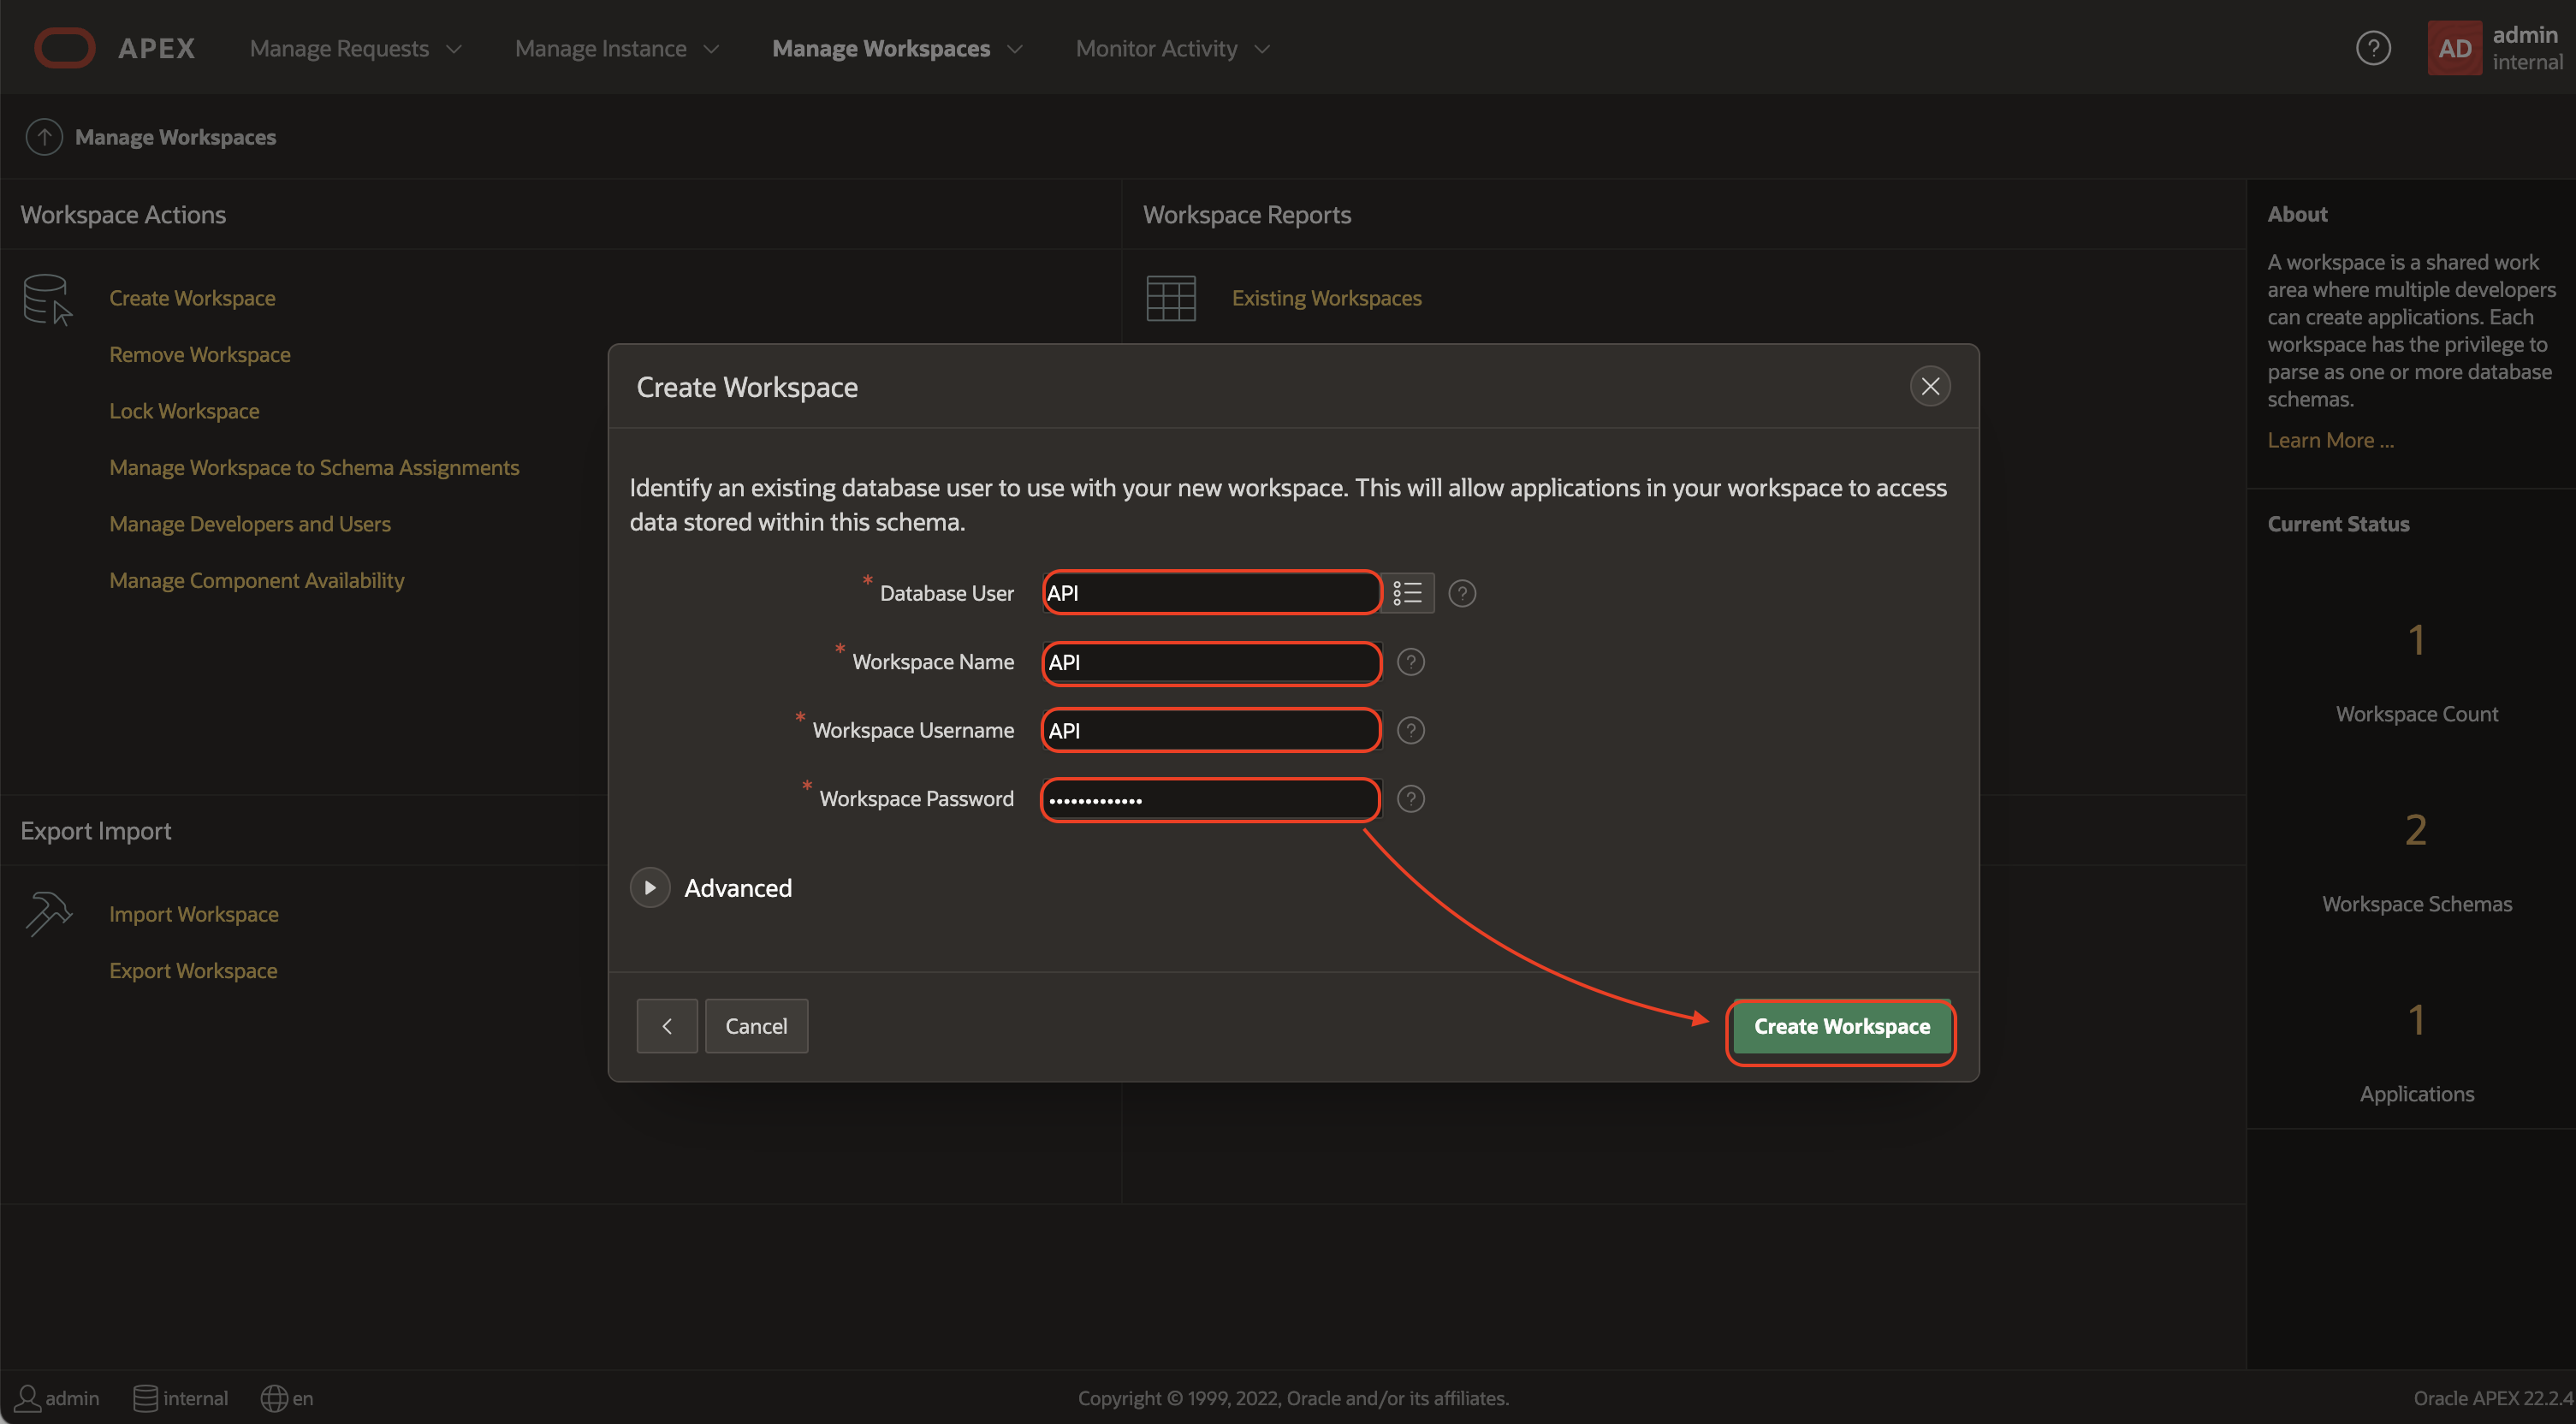 APEX
Manage Requests
Manage Instance
Manage Workspaces
Monitor Activity
?
AD
admin
internal
Manage Workspaces
Workspace Actions
Create Workspace
Remove Workspace
Lock Workspace
Manage Workspace to Schema Assignments
Manage Developers and Users
Manage Component Availability
Export Import
Import Workspace
Export Workspace
Workspace Reports
Existing Workspaces
Create Workspace
Identify an existing database user to use with your new workspace. This will allow applications in your workspace to access
data stored within this schema.
* Database User
API
?
* Workspace Name
API
?
* Workspace Username
API
?
* Workspace Password
•••••••••••••
?
Advanced
Cancel
Create Workspace
About
A workspace is a shared work
area where multiple developers
can create applications. Each
workspace has the privilege to
parse as one or more database
schemas.
Learn More ...
Current Status
1
Workspace Count
2
Workspace Schemas
1
Applications
admin
internal
en
Copyright © 1999, 2022, Oracle and/or its affiliates.
Oracle APEX 22.2.4